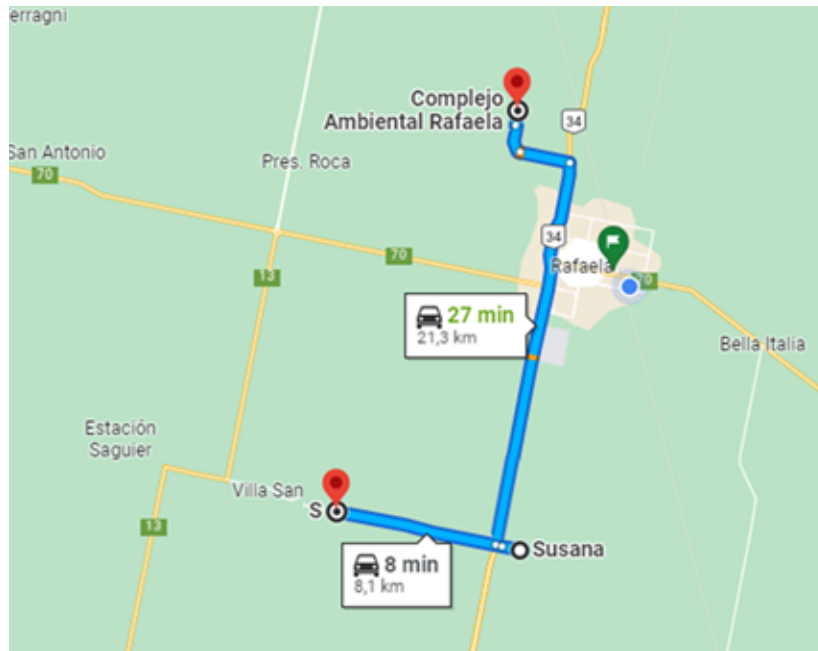 erragni
Complejo
Ambiental Rafaela
34
San Antonio
70
Pres. Roca
34
70
Rafaela
70
13
27 min
21,3 km
Bella Italia
Estación
Saguier
Villa San
S
13
8 min
8,1 km
Susana